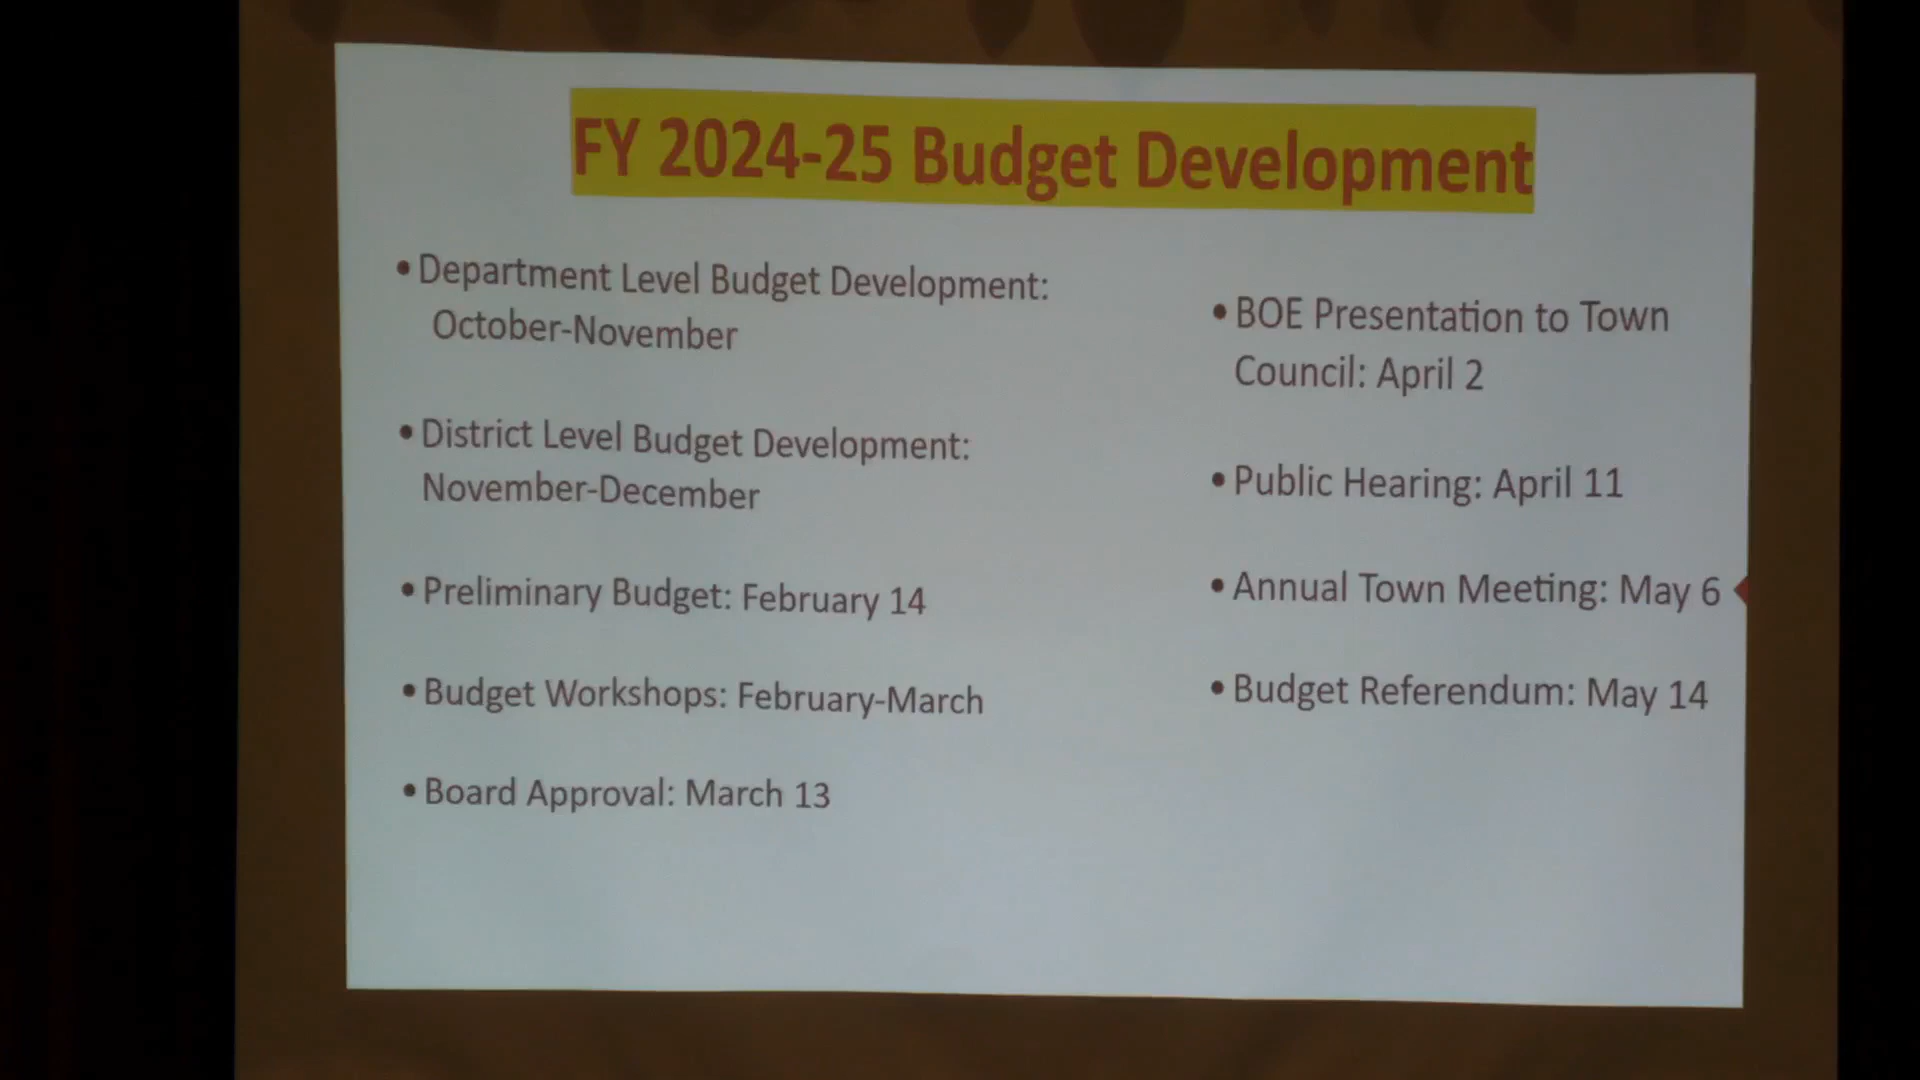 FY 2024-25 Budget Development
• Department Level Budget Development:
October-November
• District Level Budget Development:
November-December
• Preliminary Budget: February 14
• Budget Workshops: February-March
• Board Approval: March 13
• BOE Presentation to Town
Council: April 2
• Public Hearing: April 11
• Annual Town Meeting: May 6
• Budget Referendum: May 14